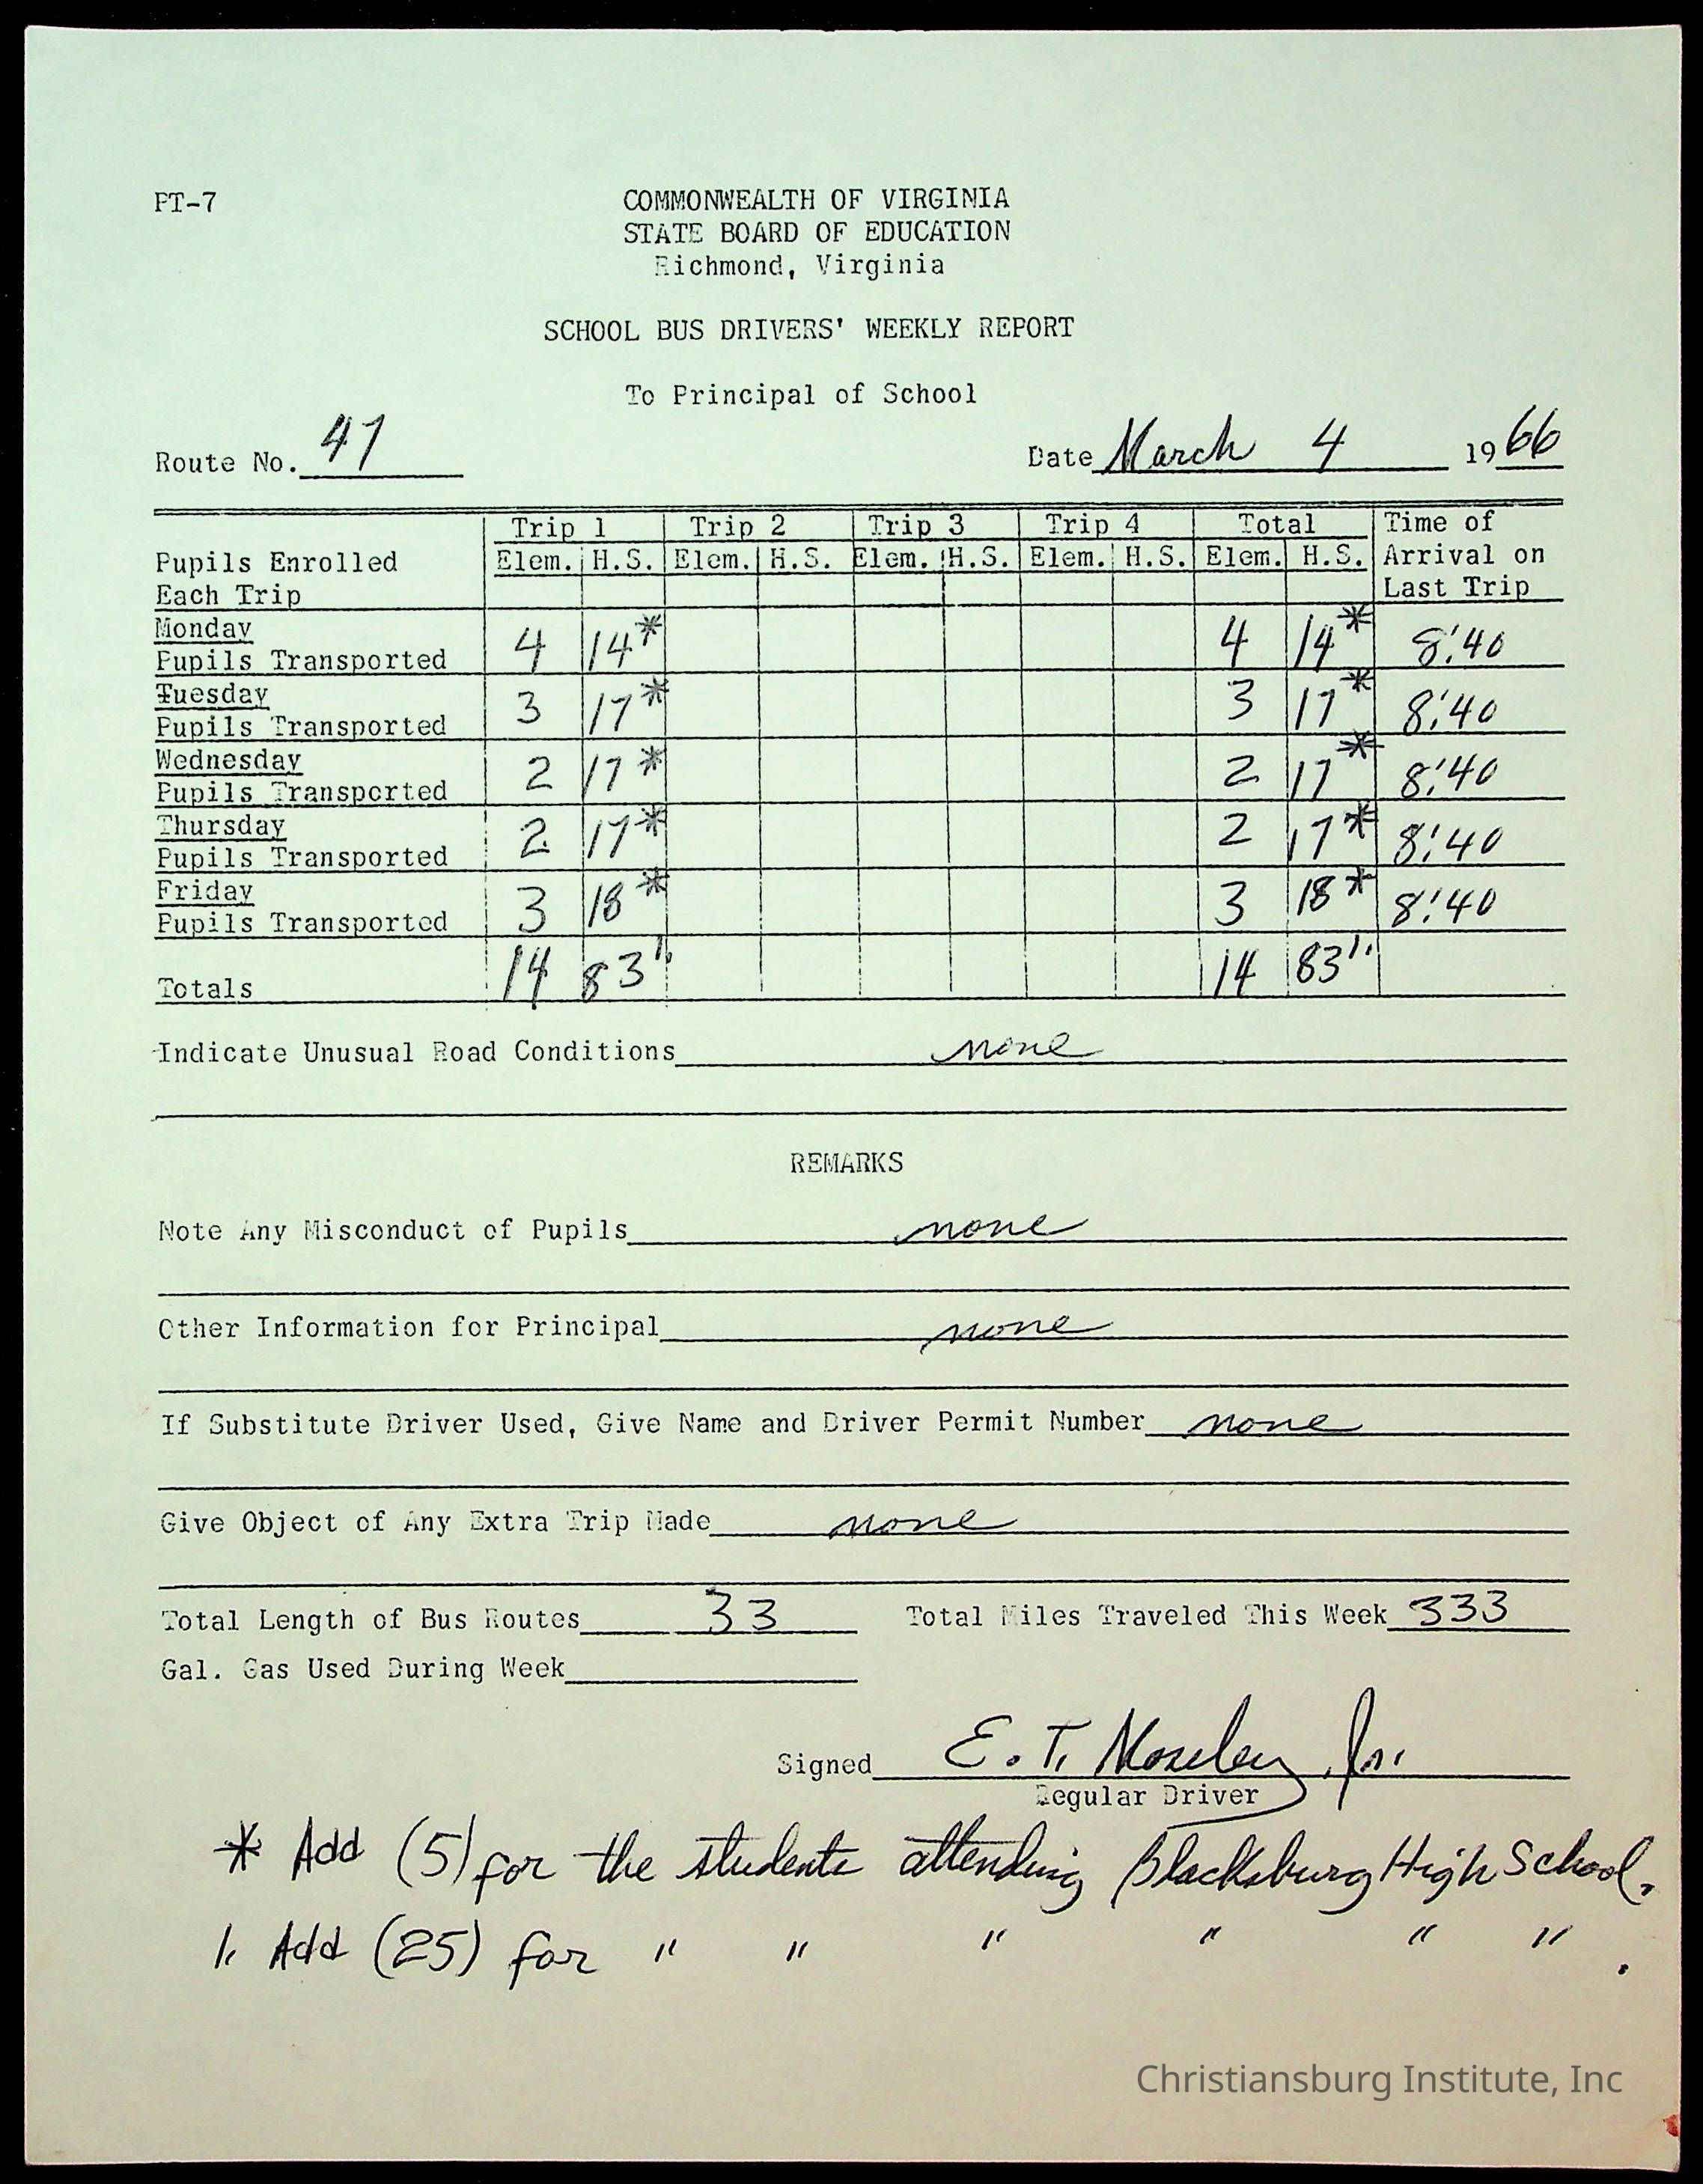 PT-7
COMMONWEALTH OF VIRGINIA
STATE BOARD OF EDUCATION
Richmond, Virginia
SCHOOL BUS DRIVERS' WEEKLY REPORT
To Principal of School
Route No. 47 Date March 4 1966
Trip 1 Trip 2 Trip 3 Trip 4 Total Time of
Pupils Enrolled Elem. H.S. Elem. H.S. Elem. H.S. Elem. H.S. Elem. H.S. Arrival on
Each Trip Last Trip
Monday
Pupils Transported 4 14* 4 14* 8:40
Tuesday
Pupils Transported 3 17* 3 17* 8:40
Wednesday
Pupils Transported 2 17* 2 17* 8:40
Thursday
Pupils Transported 2 17* 2 17* 8:40
Friday
Pupils Transported 3 18* 3 18* 8:40
Totals 14 83 1. 14 83 1.
Indicate Unusual Road Conditions none
REMARKS
Note Any Misconduct of Pupils none
Other Information for Principal none
If Substitute Driver Used, Give Name and Driver Permit Number none
Give Object of Any Extra Trip Made none
Total Length of Bus Routes 33 Total Miles Traveled This Week 333
Gal. Gas Used During Week
Signed E. T. Moseley, Jr.
Regular Driver
* Add (5) for the students attending Blacksburg High School.
1. Add (25) for " " " " " " .
Christiansburg Institute, Inc